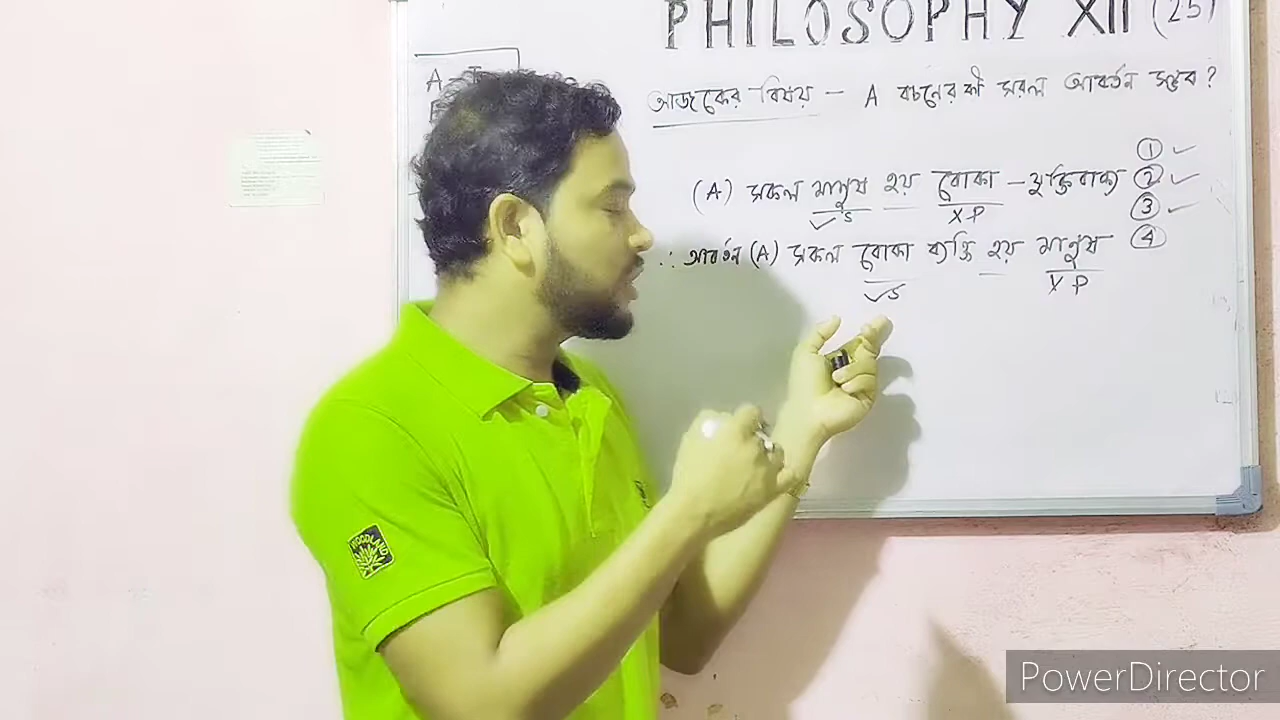 PHILOSOPHY XII (25)
A
আজকের বিষয় - A বচনের কী সরল আবর্তন সম্ভব ?
(A) সকল মানুষ হয় বোকা - যুক্তিবাক্য
S X P
∴ আবর্তন (A) সকল বোকা ব্যক্তি হয় মানুষ
S X P
1
2
3
4
WOODLAND
PowerDirector